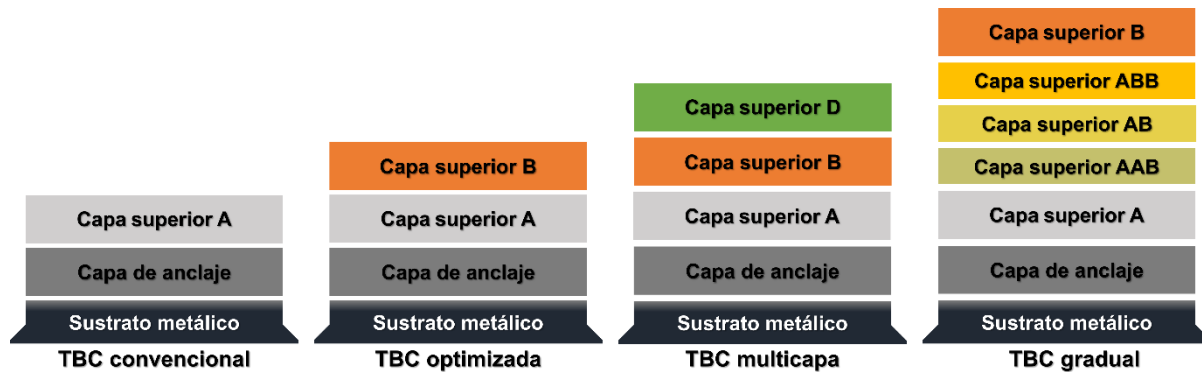 Capa superior A
Capa de anclaje
Sustrato metálico
TBC convencional
Capa superior B
Capa superior A
Capa de anclaje
Sustrato metálico
TBC optimizada
Capa superior D
Capa superior B
Capa superior A
Capa de anclaje
Sustrato metálico
TBC multicapa
Capa superior B
Capa superior ABB
Capa superior AB
Capa superior AAB
Capa superior A
Capa de anclaje
Sustrato metálico
TBC gradual